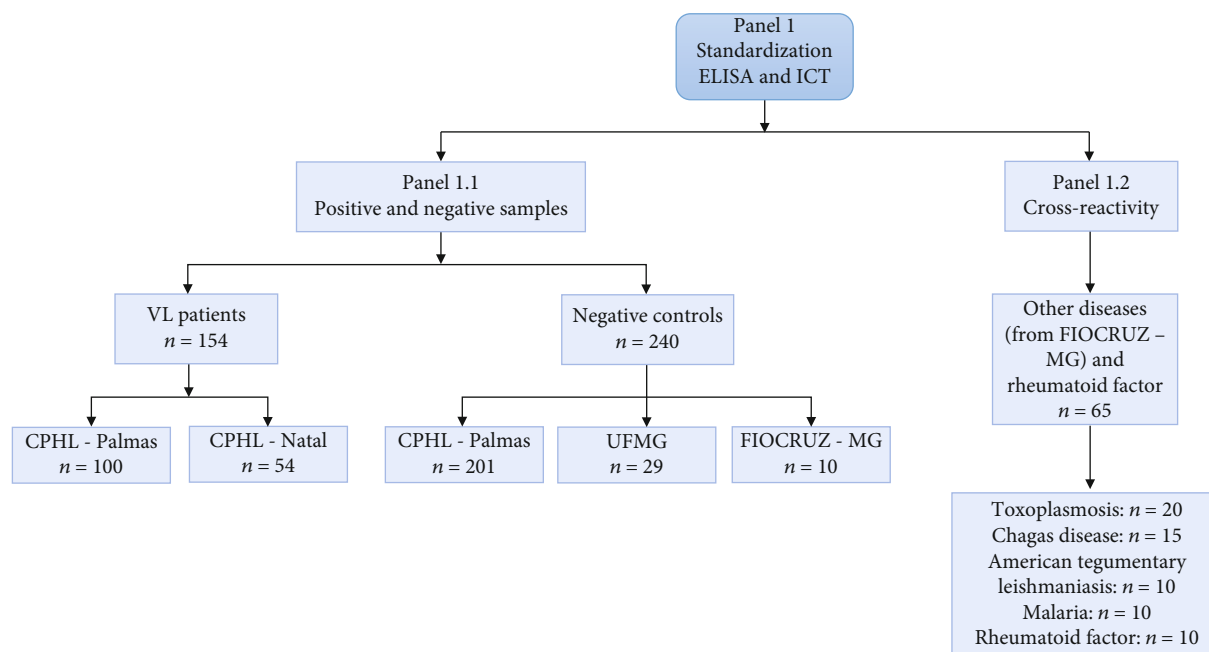 Panel 1
Standardization
ELISA and ICT
Panel 1.1
Positive and negative samples
Panel 1.2
Cross-reactivity
VL patients
n = 154
Negative controls
n = 240
Other diseases
(from FIOCRUZ –
MG) and
rheumatoid factor
n = 65
CPHL - Palmas
n = 100
CPHL - Natal
n = 54
CPHL - Palmas
n = 201
UFMG
n = 29
FIOCRUZ - MG
n = 10
Toxoplasmosis: n = 20
Chagas disease: n = 15
American tegumentary
leishmaniasis: n = 10
Malaria: n = 10
Rheumatoid factor: n = 10